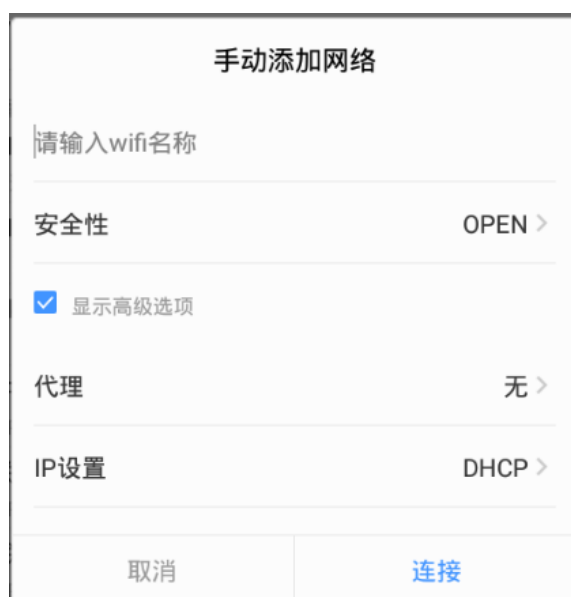 手动添加网络
请输入wifi名称
安全性 OPEN
显示高级选项
代理 无
IP设置 DHCP
取消 连接